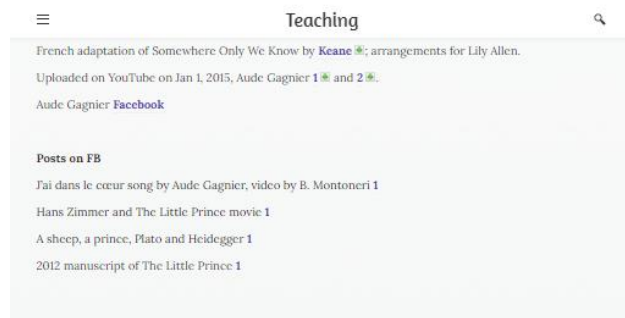 Teaching
French adaptation of Somewhere Only We Know by Keane; arrangements for Lily Allen.
Uploaded on YouTube on Jan 1, 2015, Aude Gagnier 1 and 2.
Aude Gagnier Facebook
Posts on FB
J'ai dans le cœur song by Aude Gagnier, video by B. Montoneri 1
Hans Zimmer and The Little Prince movie 1
A sheep, a prince, Plato and Heidegger 1
2012 manuscript of The Little Prince 1